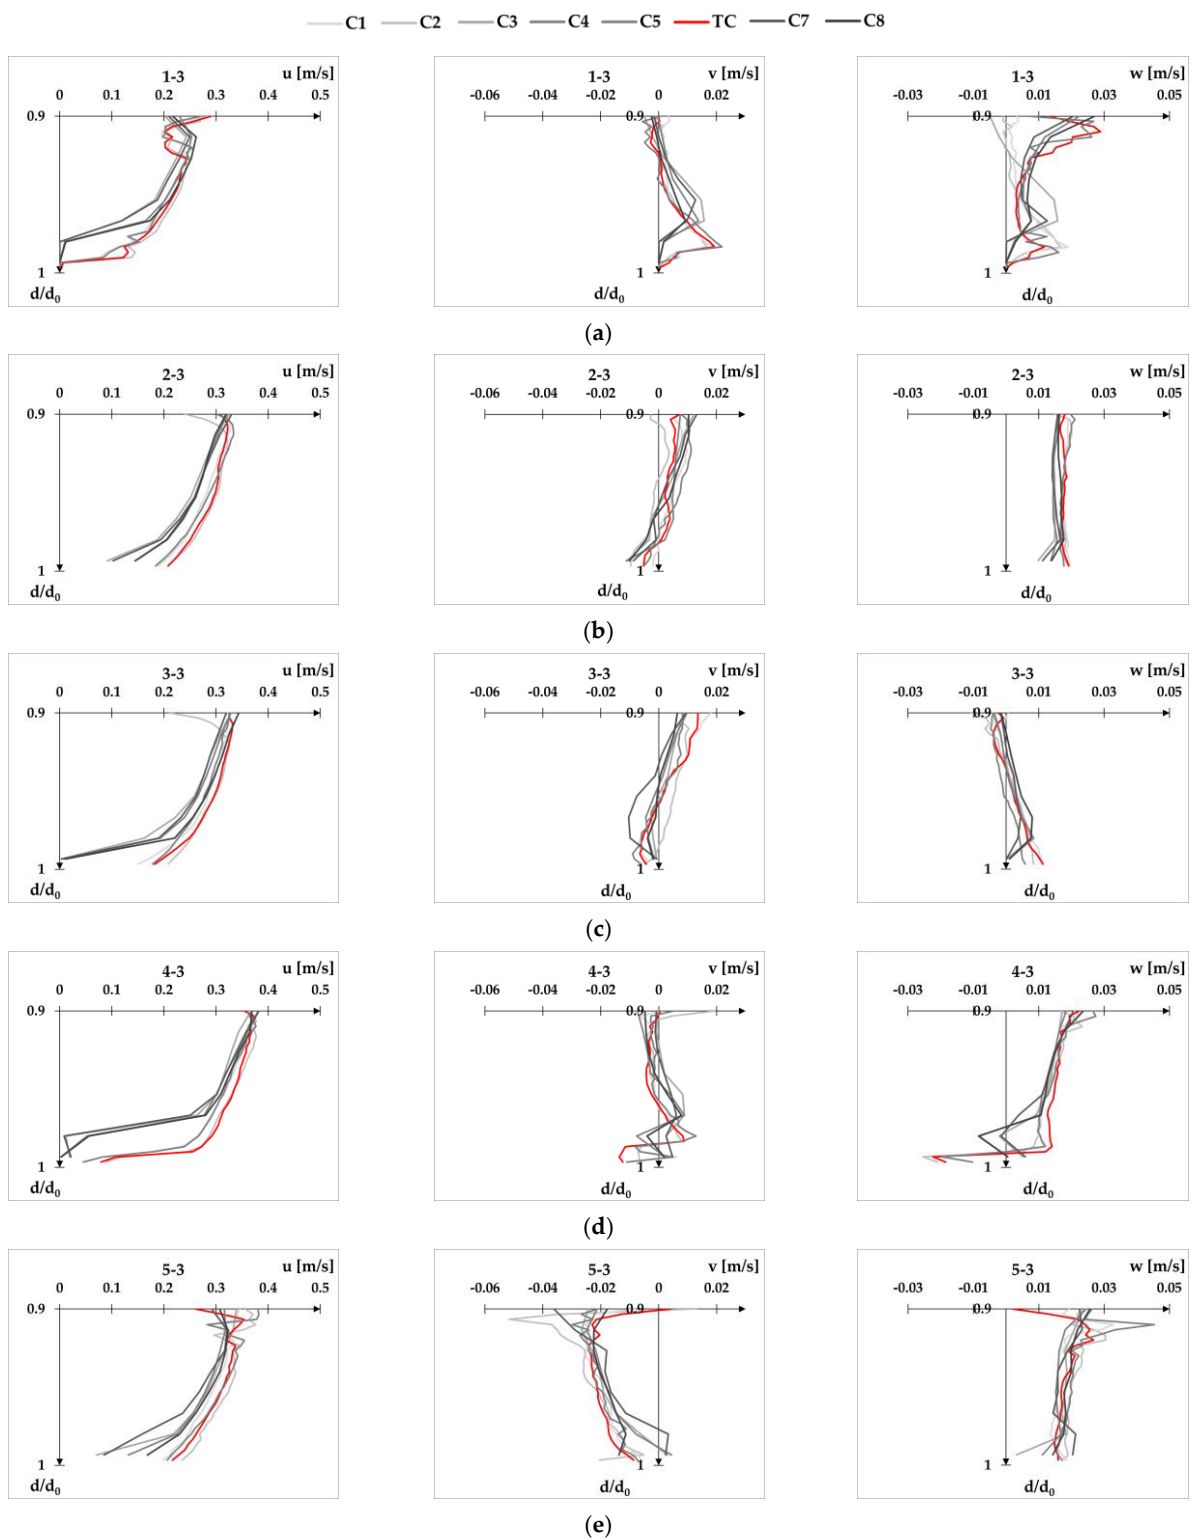 C1 C2 C3 C4 C5 TC C7 C8
1-3 u [m/s]
0 0.1 0.2 0.3 0.4 0.5
0.9
1
d/d₀
1-3 v [m/s]
-0.06 -0.04 -0.02 0 0.02
0.9
1
d/d₀
1-3 w [m/s]
-0.03 -0.01 0.01 0.03 0.05
0.9
1
d/d₀
(a)
2-3 u [m/s]
0 0.1 0.2 0.3 0.4 0.5
0.9
1
d/d₀
2-3 v [m/s]
-0.06 -0.04 -0.02 0 0.02
0.9
1
d/d₀
2-3 w [m/s]
-0.03 -0.01 0.01 0.03 0.05
0.9
1
d/d₀
(b)
3-3 u [m/s]
0 0.1 0.2 0.3 0.4 0.5
0.9
1
d/d₀
3-3 v [m/s]
-0.06 -0.04 -0.02 0 0.02
0.9
1
d/d₀
3-3 w [m/s]
-0.03 -0.01 0.01 0.03 0.05
0.9
1
d/d₀
(c)
4-3 u [m/s]
0 0.1 0.2 0.3 0.4 0.5
0.9
1
d/d₀
4-3 v [m/s]
-0.06 -0.04 -0.02 0 0.02
0.9
1
d/d₀
4-3 w [m/s]
-0.03 -0.01 0.01 0.03 0.05
0.9
1
d/d₀
(d)
5-3 u [m/s]
0 0.1 0.2 0.3 0.4 0.5
0.9
1
d/d₀
5-3 v [m/s]
-0.06 -0.04 -0.02 0 0.02
0.9
1
d/d₀
5-3 w [m/s]
-0.03 -0.01 0.01 0.03 0.05
0.9
1
d/d₀
(e)